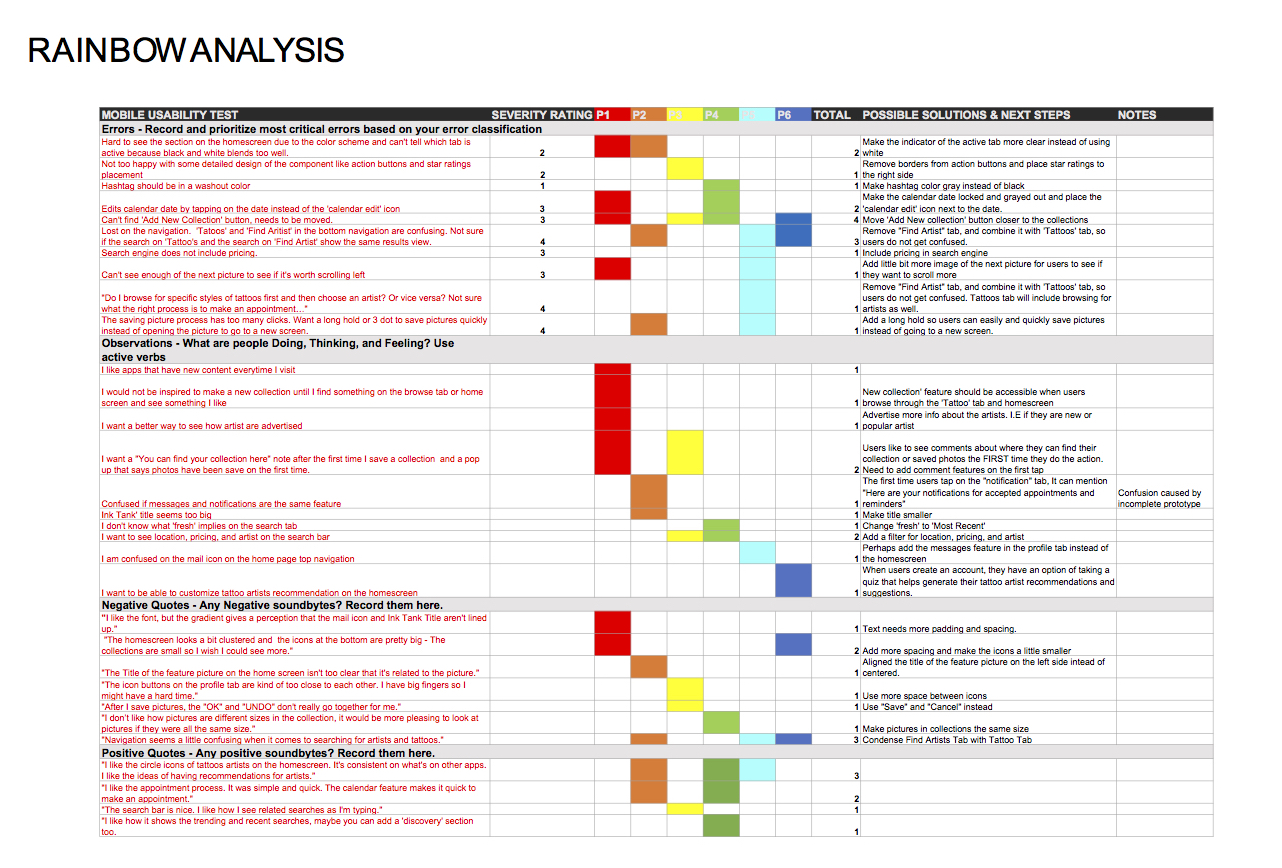 RAINBOW ANALYSIS
MOBILE USABILITY TEST SEVERITY RATING P1 P2 P3 P4 P5 P6 TOTAL POSSIBLE SOLUTIONS & NEXT STEPS NOTES
Errors - Record and prioritize most critical errors based on your error classification
Hard to see the section on the homescreen due to the color scheme and can't tell which tab is
active because black and white blends too well.
2
2
Make the indicator of the active tab more clear instead of using
white
Not too happy with some detailed design of the component like action buttons and star ratings
placement
2
1
Remove borders from action buttons and place star ratings to
the right side
Hashtag should be in a washout color
1
1
Make hashtag color gray instead of black
Edits calendar date by tapping on the date instead of the 'calendar edit' icon
3
2
Make the calendar date locked and grayed out and place the
'calendar edit' icon next to the date.
Can't find 'Add New Collection' button, needs to be moved.
3
4
Move 'Add New collection' button closer to the collections
Lost on the navigation. 'Tatoos' and 'Find Aritist' in the bottom navigation are confusing. Not sure
if the search on 'Tattoo's and the search on 'Find Artist' show the same results view.
4
3
Remove "Find Artist" tab, and combine it with 'Tattoos' tab, so
users do not get confused.
Search engine does not include pricing.
3
1
Include pricing in search engine
Can't see enough of the next picture to see if it's worth scrolling left
3
1
Add little bit more image of the next picture for users to see if
they want to scroll more
"Do I browse for specific styles of tattoos first and then choose an artist? Or vice versa? Not sure
what the right process is to make an appointment..."
4
1
Remove "Find Artist" tab, and combine it with 'Tattoos' tab, so
users do not get confused. Tattoos tab will include browsing for
artists as well.
The saving picture process has too many clicks. Want a long hold or 3 dot to save pictures quickly
instead of opening the picture to go to a new screen.
4
1
Add a long hold so users can easily and quickly save pictures
instead of going to a new screen.
Observations - What are people Doing, Thinking, and Feeling? Use
active verbs
I like apps that have new content everytime I visit
1
I would not be inspired to make a new collection until I find something on the browse tab or home
screen and see something I like
1
New collection' feature should be accessible when users
browse through the 'Tattoo' tab and homescreen
I want a better way to see how artist are advertised
1
Advertise more info about the artists. I.E if they are new or
popular artist
I want a "You can find your collection here" note after the first time I save a collection and a pop
up that says photos have been save on the first time.
2
Users like to see comments about where they can find their
collection or saved photos the FIRST time they do the action.
Need to add comment features on the first tap
Confused if messages and notifications are the same feature
1
The first time users tap on the "notification" tab, It can mention
"Here are your notifications for accepted appointments and
reminders"
Confusion caused by
incomplete prototype
Ink Tank' title seems too big
1
Make title smaller
I don't know what 'fresh' implies on the search tab
1
Change 'fresh' to 'Most Recent'
I want to see location, pricing, and artist on the search bar
2
Add a filter for location, pricing, and artist
I am confused on the mail icon on the home page top navigation
1
Perhaps add the messages feature in the profile tab instead of
the homescreen
I want to be able to customize tattoo artists recommendation on the homescreen
1
When users create an account, they have an option of taking a
quiz that helps generate their tattoo artist recommendations and
suggestions.
Negative Quotes - Any Negative soundbytes? Record them here.
"I like the font, but the gradient gives a perception that the mail icon and Ink Tank Title aren't lined
up."
1
Text needs more padding and spacing.
"The homescreen looks a bit clustered and the icons at the bottom are pretty big - The
collections are small so I wish I could see more."
2
Add more spacing and make the icons a little smaller
"The Title of the feature picture on the home screen isn't too clear that it's related to the picture."
1
Aligned the title of the feature picture on the left side intead of
centered.
"The icon buttons on the profile tab are kind of too close to each other. I have big fingers so I
might have a hard time."
1
Use more space between icons
"After I save pictures, the "OK" and "UNDO" don't really go together for me."
1
Use "Save" and "Cancel" instead
"I don't like how pictures are different sizes in the collection, it would be more pleasing to look at
pictures if they were all the same size."
1
Make pictures in collections the same size
"Navigation seems a little confusing when it comes to searching for artists and tattoos."
3
Condense Find Artists Tab with Tattoo Tab
Positive Quotes - Any positive soundbytes? Record them here.
"I like the circle icons of tattoos artists on the homescreen. It's consistent on what's on other apps.
I like the ideas of having recommendations for artists."
3
"I like the appointment process. It was simple and quick. The calendar feature makes it quick to
make an appointment."
2
"The search bar is nice. I like how I see related searches as I'm typing."
1
"I like how it shows the trending and recent searches, maybe you can add a 'discovery' section
too.
1